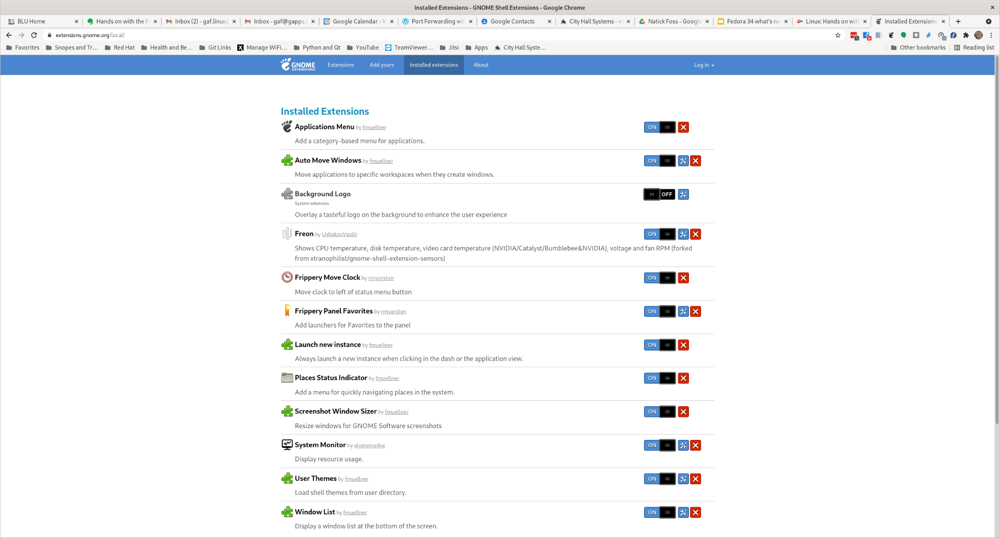 Installed Extensions - GNOME Shell Extensions - Google Chrome
BLU Home
Hands on with the F
Inbox (2) - gaf.linux@
Inbox - gaf@gapps.
Google Calendar - W
Port Forwarding wit
Google Contacts
City Hall Systems - eF
Natick Foss - Google
Fedora 34 what's ne
Linux: Hands on with
Installed Extensions
extensions.gnome.org/local/
Favorites
Snopes and Tr…
Red Hat
Health and Be…
Git Links
Manage WiFi…
Python and Qt
YouTube
TeamViewer…
Jitsi
Apps
City Hall Syste…
Other bookmarks
Reading list
GNOME
EXTENSIONS
Extensions
Add yours
Installed extensions
About
Log in
Installed Extensions
Applications Menu by fmuellner ON
Add a category-based menu for applications.
Auto Move Windows by fmuellner ON
Move applications to specific workspaces when they create windows.
Background Logo OFF
System extension
Overlay a tasteful logo on the background to enhance the user experience
Freon by UshakovVasilii ON
Shows CPU temperature, disk temperature, video card temperature (NVIDIA/Catalyst/Bumblebee&NVIDIA), voltage and fan RPM (forked
from xtranophilist/gnome-shell-extension-sensors)
Frippery Move Clock by rmyorston ON
Move clock to left of status menu button
Frippery Panel Favorites by rmyorston ON
Add launchers for Favorites to the panel
Launch new instance by fmuellner ON
Always launch a new instance when clicking in the dash or the application view.
Places Status Indicator by fmuellner ON
Add a menu for quickly navigating places in the system.
Screenshot Window Sizer by fmuellner ON
Resize windows for GNOME Software screenshots
System Monitor by elvetemedve ON
Display resource usage.
User Themes by fmuellner ON
Load shell themes from user directory.
Window List by fmuellner ON
Display a window list at the bottom of the screen.